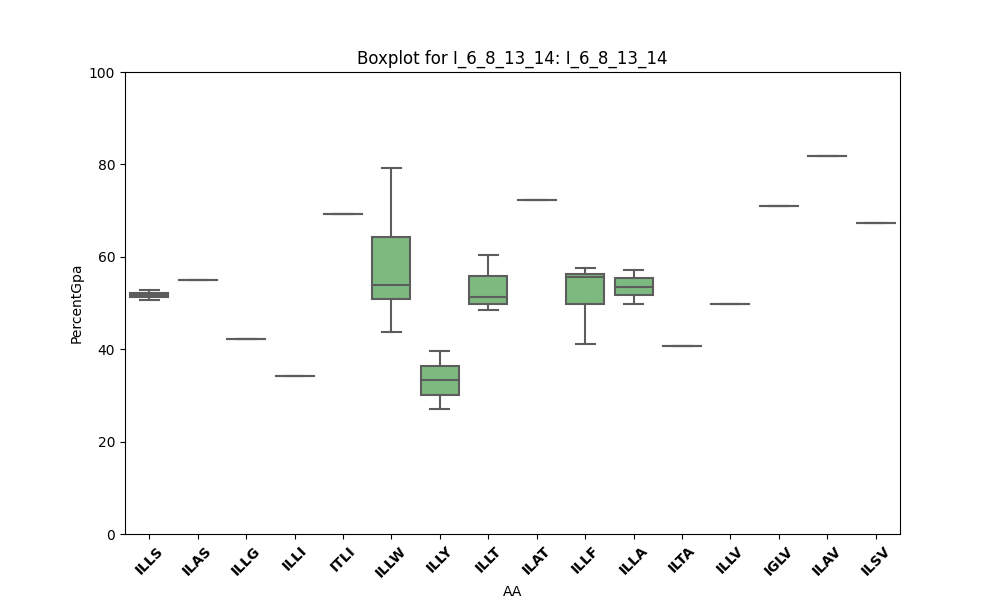 Boxplot for I_6_8_13_14: I_6_8_13_14
100
80
60
40
20
0
PercentGpa
ILLS ILAS ILLG ILLI ITLI ILLW ILLY ILLT ILAT ILLF ILLA ILTA ILLV IGLV ILAV ILSV
AA